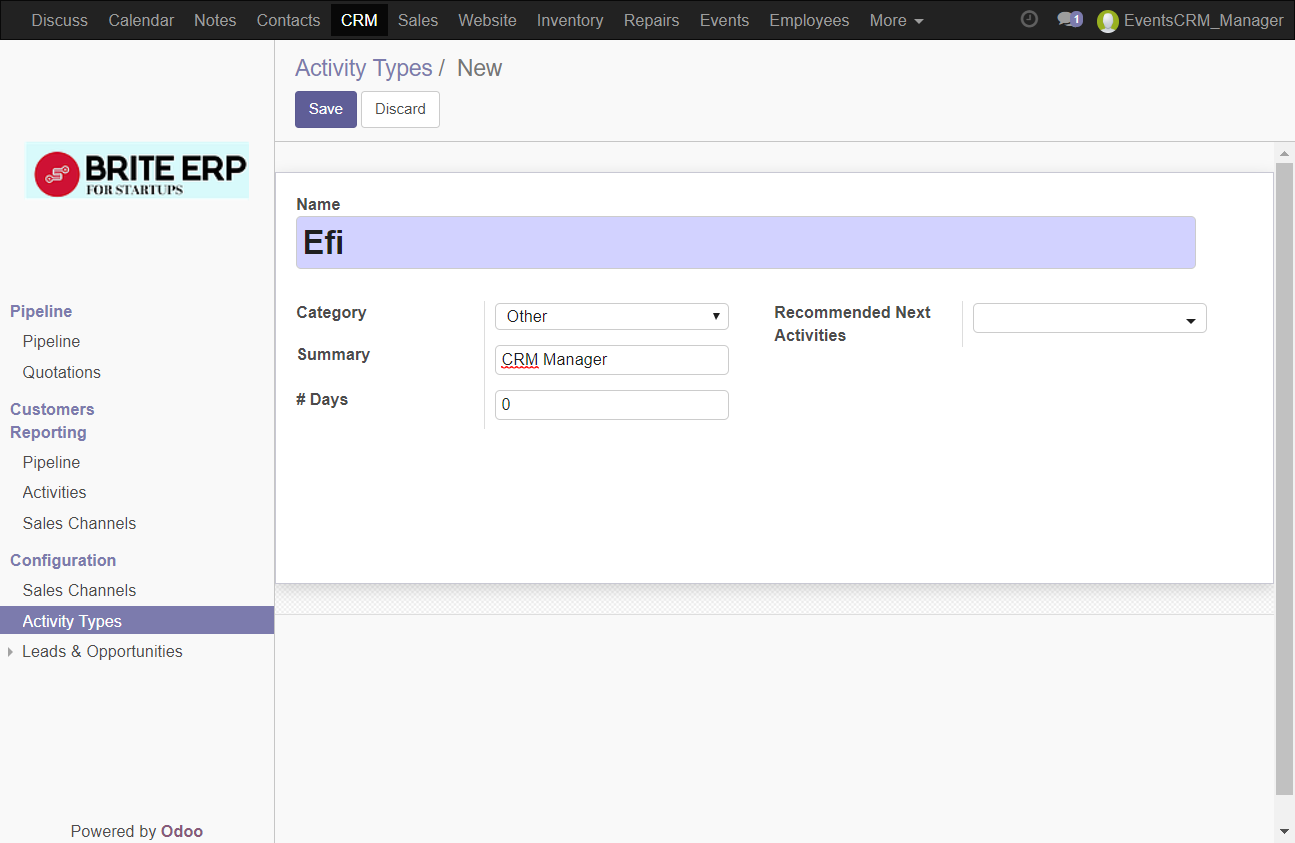 Discuss Calendar Notes Contacts CRM Sales Website Inventory Repairs Events Employees More 1 EventsCRM_Manager
Activity Types / New
Save Discard
BRITE ERP
FOR STARTUPS
Pipeline
Pipeline
Quotations
Customers
Reporting
Pipeline
Activities
Sales Channels
Configuration
Sales Channels
Activity Types
Leads & Opportunities
Powered by Odoo
Name
Efi
Category Other
Summary CRM Manager
# Days 0
Recommended Next
Activities